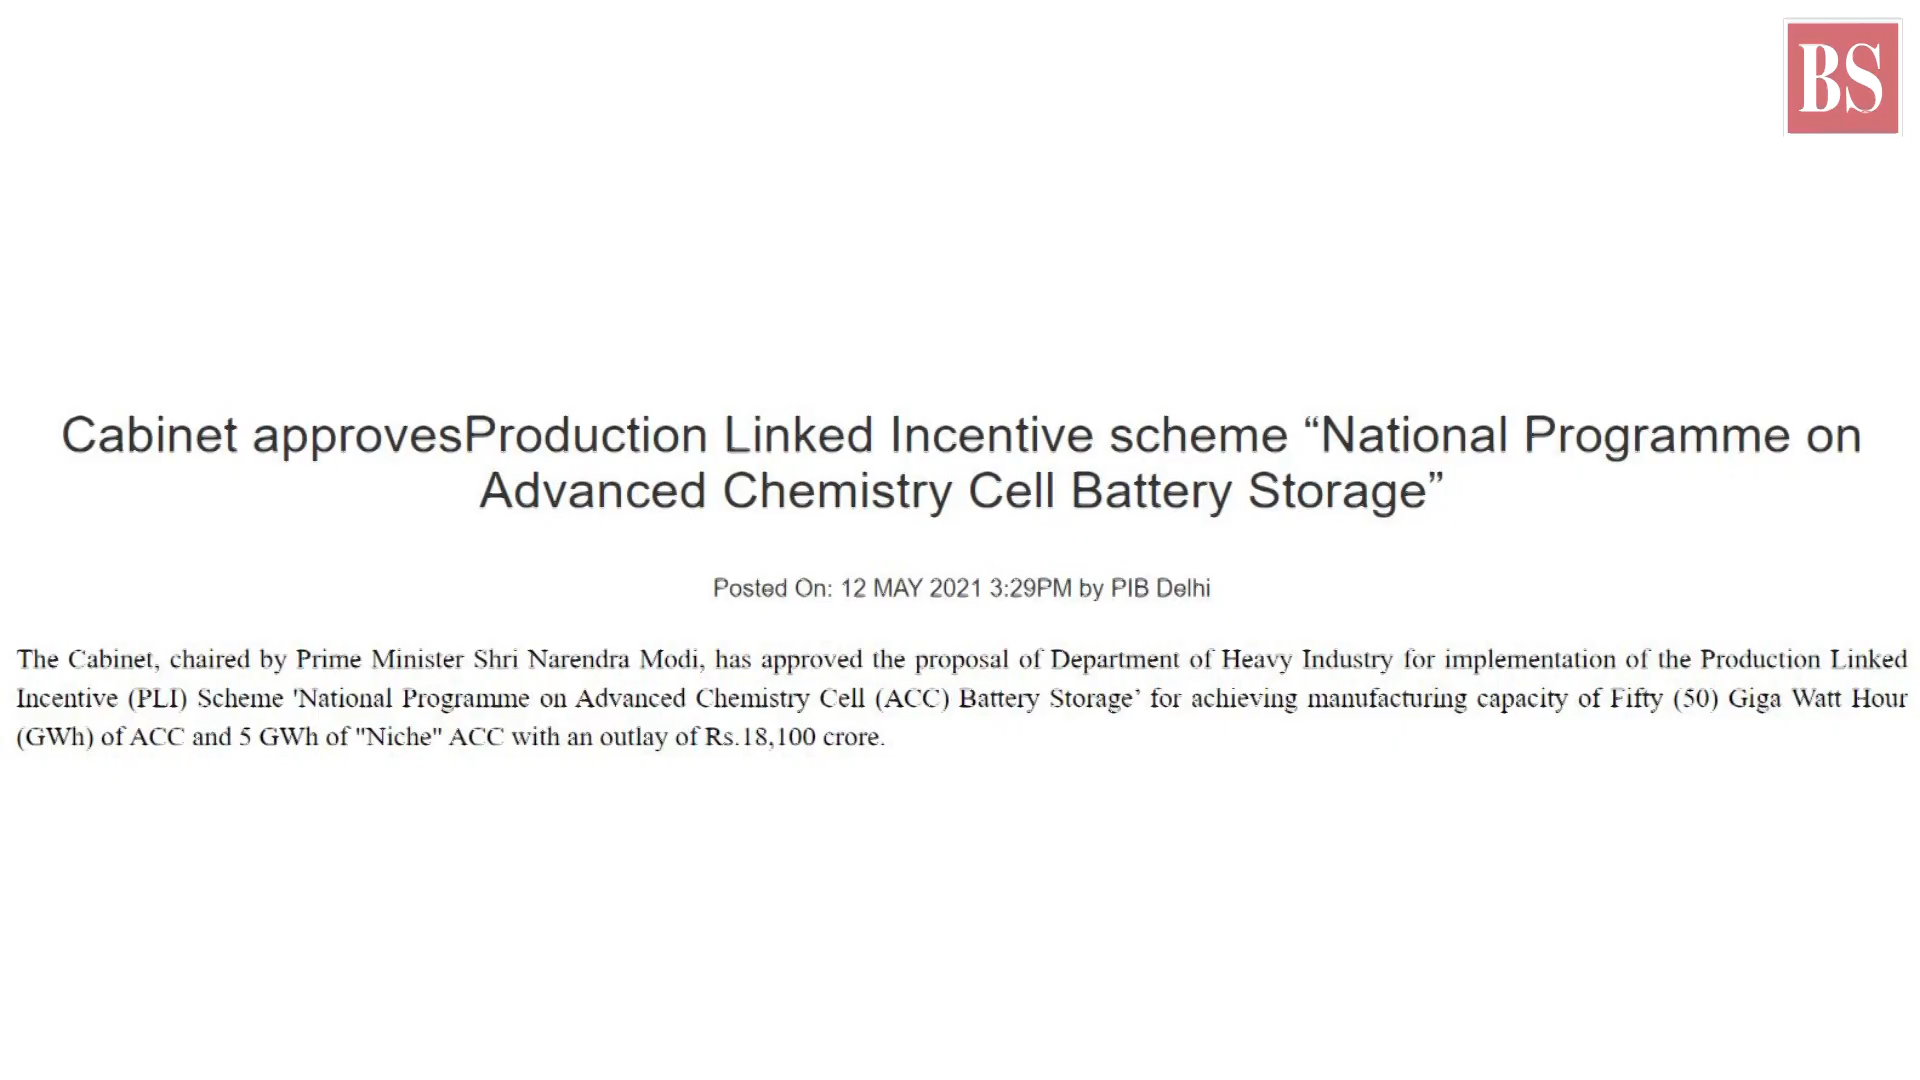 BS
Cabinet approvesProduction Linked Incentive scheme “National Programme on
Advanced Chemistry Cell Battery Storage”
Posted On: 12 MAY 2021 3:29PM by PIB Delhi
The Cabinet, chaired by Prime Minister Shri Narendra Modi, has approved the proposal of Department of Heavy Industry for implementation of the Production Linked
Incentive (PLI) Scheme 'National Programme on Advanced Chemistry Cell (ACC) Battery Storage’ for achieving manufacturing capacity of Fifty (50) Giga Watt Hour
(GWh) of ACC and 5 GWh of "Niche" ACC with an outlay of Rs.18,100 crore.